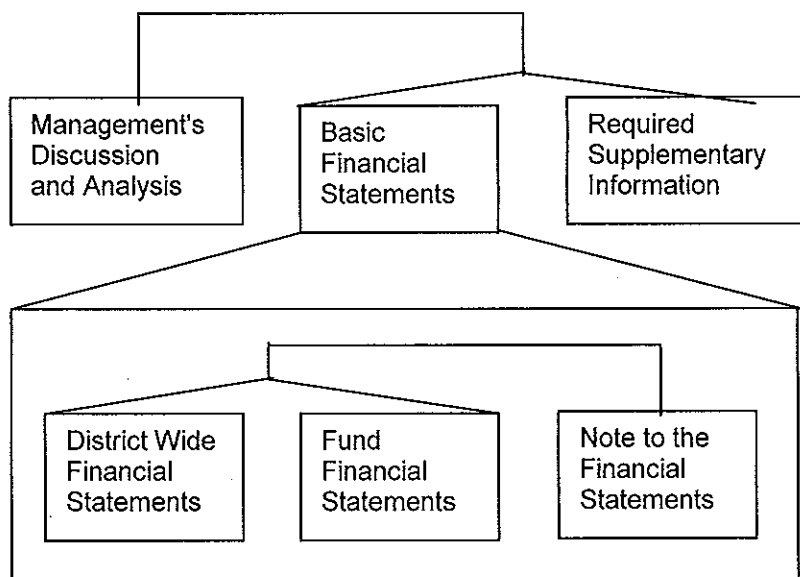 Management's
Discussion
and Analysis
Basic
Financial
Statements
Required
Supplementary
Information
District Wide
Financial
Statements
Fund
Financial
Statements
Note to the
Financial
Statements